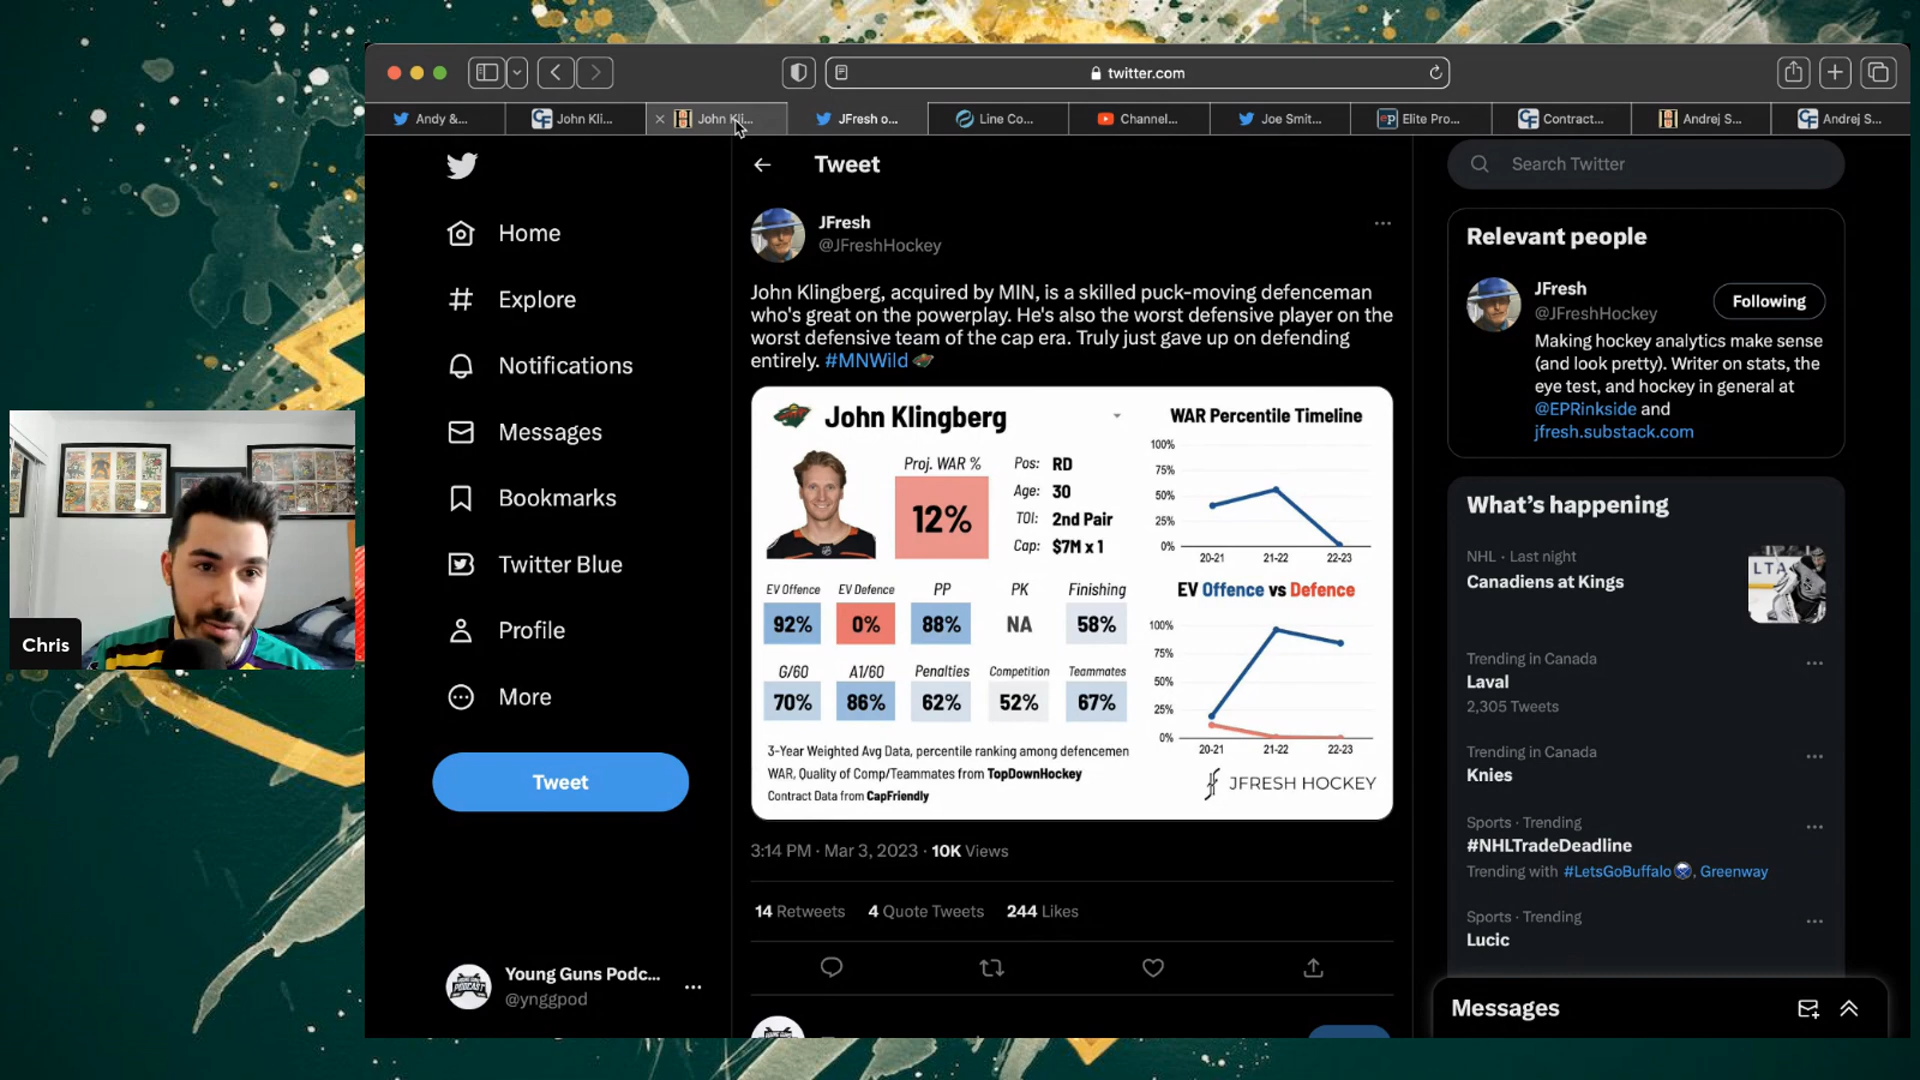 twitter.com
Andy &...
John Kli...
John Kli...
JFresh o...
Line Co...
Channel...
Joe Smit...
Elite Pro...
Contract...
Andrej S...
Andrej S...
Home
Explore
Notifications
Messages
Bookmarks
Twitter Blue
Profile
More
Tweet
Young Guns Podc...
@ynggpod
Chris
Tweet
JFresh
@JFreshHockey
John Klingberg, acquired by MIN, is a skilled puck-moving defenceman
who's great on the powerplay. He's also the worst defensive player on the
worst defensive team of the cap era. Truly just gave up on defending
entirely. #MNWild
John Klingberg
Proj. WAR %
12%
Pos: RD
Age: 30
TOI: 2nd Pair
Cap: $7M x 1
EV Offence EV Defence PP PK Finishing
92% 0% 88% NA 58%
G/60 A1/60 Penalties Competition Teammates
70% 86% 62% 52% 67%
3-Year Weighted Avg Data, percentile ranking among defencemen
WAR, Quality of Comp/Teammates from TopDownHockey
Contract Data from CapFriendly
WAR Percentile Timeline
100%
75%
50%
25%
0%
20-21 21-22 22-23
EV Offence vs Defence
100%
75%
50%
25%
0%
20-21 21-22 22-23
JFRESH HOCKEY
3:14 PM · Mar 3, 2023 · 10K Views
14 Retweets 4 Quote Tweets 244 Likes
Search Twitter
Relevant people
JFresh
@JFreshHockey
Following
Making hockey analytics make sense
(and look pretty). Writer on stats, the
eye test, and hockey in general at
@EPRinkside and
jfresh.substack.com
What's happening
NHL · Last night
Canadiens at Kings
Trending in Canada
Laval
2,305 Tweets
Trending in Canada
Knies
Sports · Trending
#NHLTradeDeadline
Trending with #LetsGoBuffalo, Greenway
Sports · Trending
Lucic
Messages